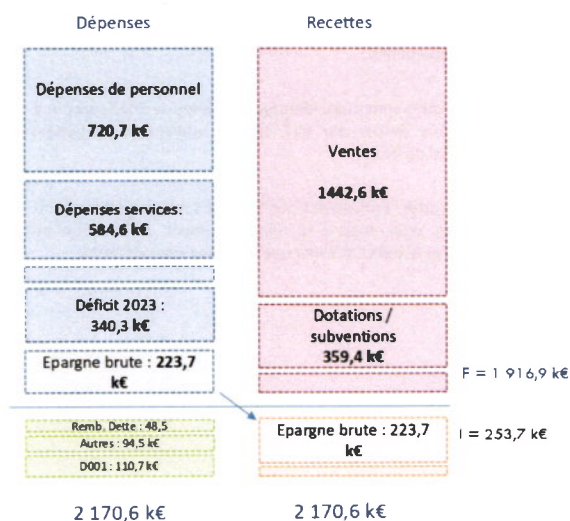 Dépenses
Recettes
Dépenses de personnel
720,7 k€
Dépenses services:
584,6 k€
Déficit 2023 :
340,3 k€
Epargne brute : 223,7
k€
Remb. Dette : 48,5
Autres : 94,5 k€
D001 : 110,7 k€
2 170,6 k€
Ventes
1442,6 k€
Dotations /
subventions
359,4 k€
F = 1 916,9 k€
Epargne brute : 223,7
k€
I = 253,7 k€
2 170,6 k€